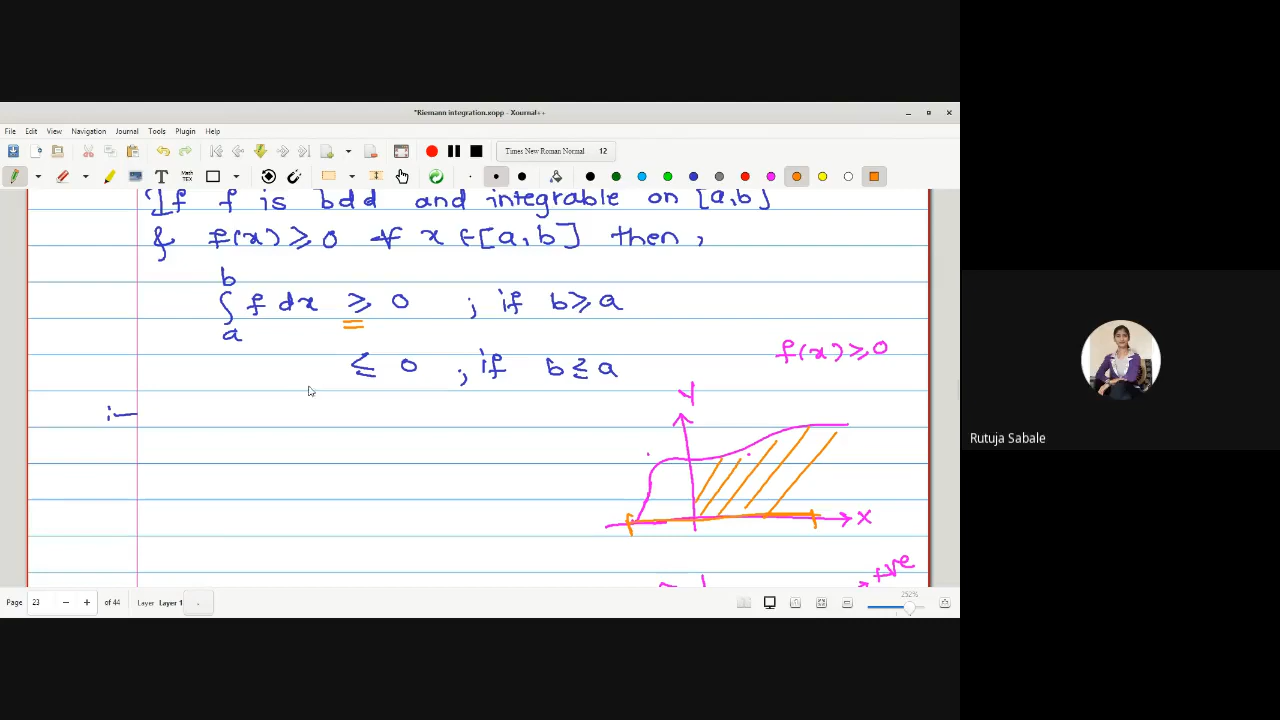 *Riemann integration.xopp - Xournal++
File Edit View Navigation Journal Tools Plugin Help
Times New Roman Normal 12
If f is bdd and integrable on [a,b]
& f(x) ≥ 0 ∀ x ∈ [a,b] then,
∫_a^b f dx ≥ 0 ; if b ≥ a
≤ 0 ; if b ≤ a
f(x) ≥ 0
Y
:-
X
+ve
Page 23 of 44 Layer Layer 1
252%
Rutuja Sabale